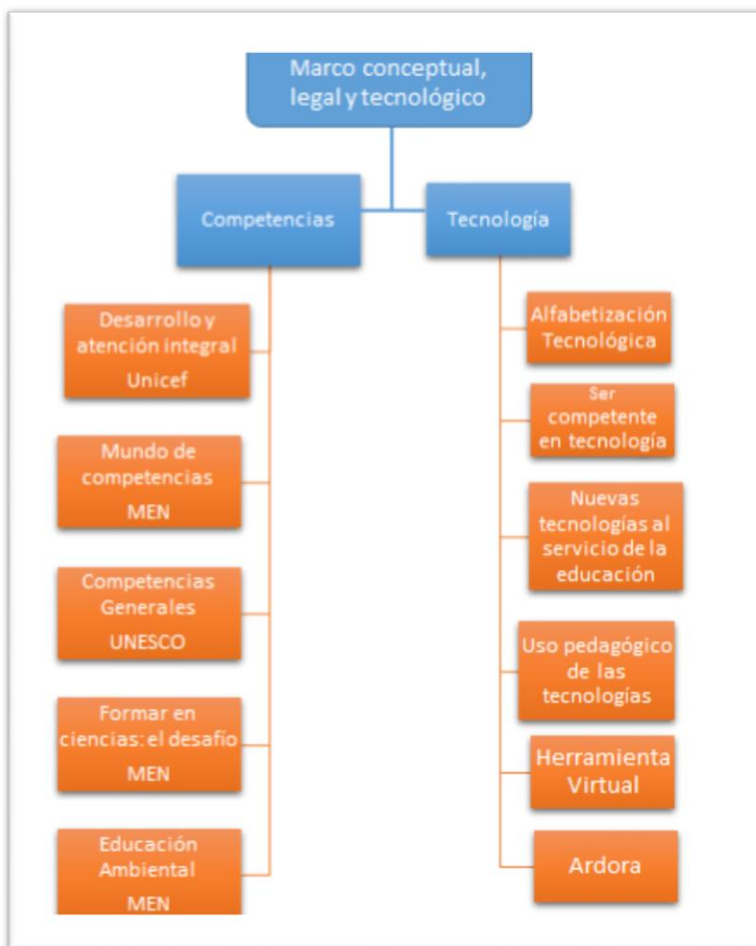 Marco conceptual,
legal y tecnológico
Competencias
Tecnología
Desarrollo y
atención integral
Unicef
Mundo de
competencias
MEN
Competencias
Generales
UNESCO
Formar en
ciencias: el desafío
MEN
Educación
Ambiental
MEN
Alfabetización
Tecnológica
Ser
competente
en tecnología
Nuevas
tecnologías al
servicio de la
educación
Uso pedagógico
de las
tecnologías
Herramienta
Virtual
Ardora